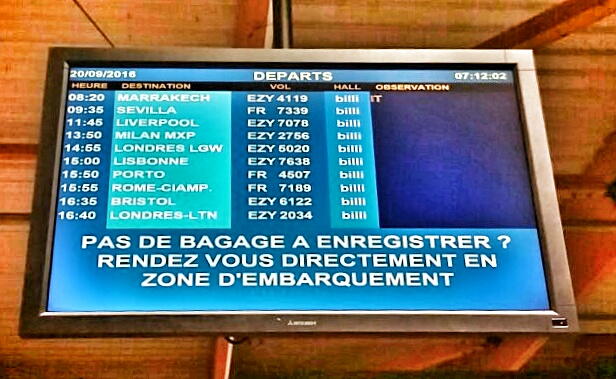 20/09/2016 DEPARTS 07:12:02
HEURE DESTINATION VOL HALL OBSERVATION
08:20 MARRAKECH EZY 4119 billi IT
09:35 SEVILLA FR 7339 billi
11:45 LIVERPOOL EZY 7078 billi
13:50 MILAN MXP EZY 2756 billi
14:55 LONDRES LGW EZY 5020 billi
15:00 LISBONNE EZY 7638 billi
15:50 PORTO FR 4507 billi
15:55 ROME-CIAMP. FR 7189 billi
16:35 BRISTOL EZY 6122 billi
16:40 LONDRES-LTN EZY 2034 billi
PAS DE BAGAGE A ENREGISTRER ?
RENDEZ VOUS DIRECTEMENT EN
ZONE D'EMBARQUEMENT
MITSUBISHI